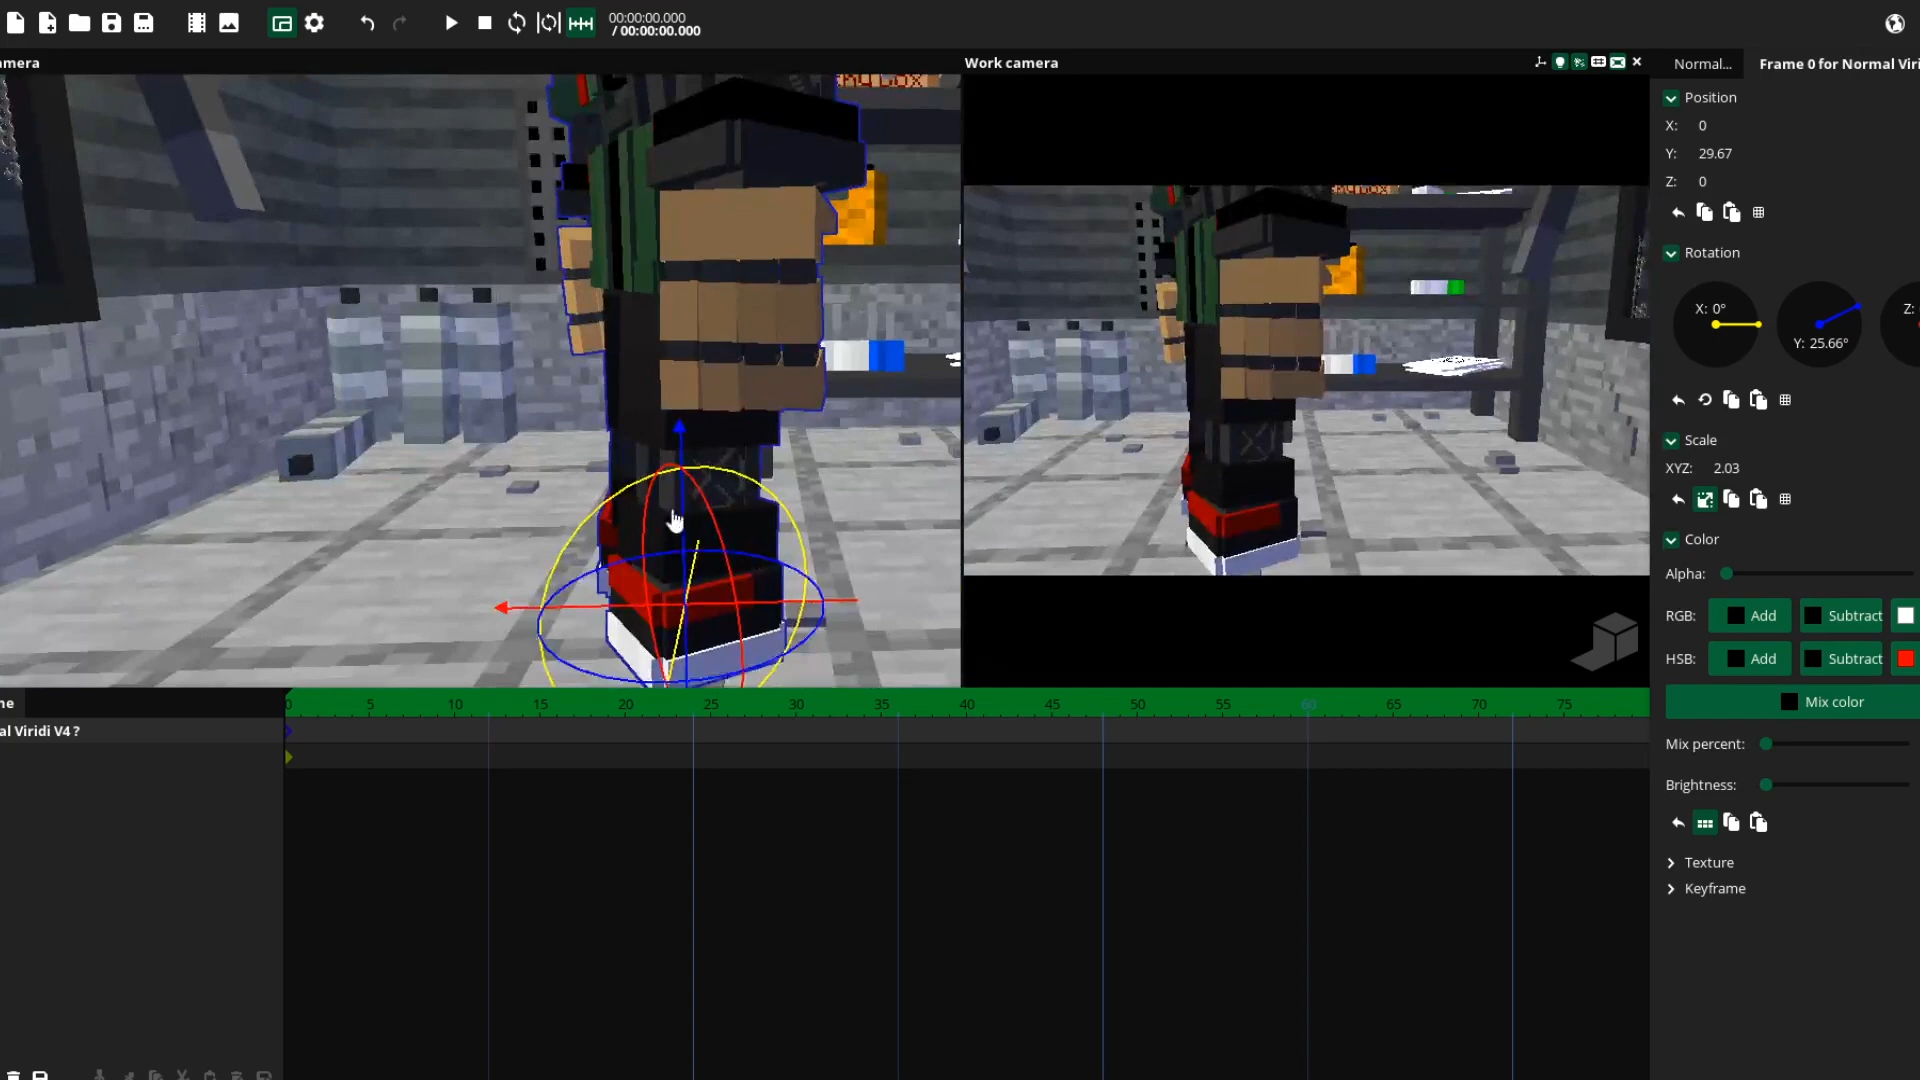 00:00:00.000
/ 00:00:00.000
amera
Work camera
Normal...
Frame 0 for Normal Viri
Position
X: 0
Y: 29.67
Z: 0
Rotation
X: 0°
Y: 25.66°
Z:
Scale
XYZ: 2.03
Color
Alpha:
RGB: Add Subtract
HSB: Add Subtract
Mix color
Mix percent:
Brightness:
Texture
Keyframe
me
0 5 10 15 20 25 30 35 40 45 50 55 60 65 70 75
al Viridi V4 ?